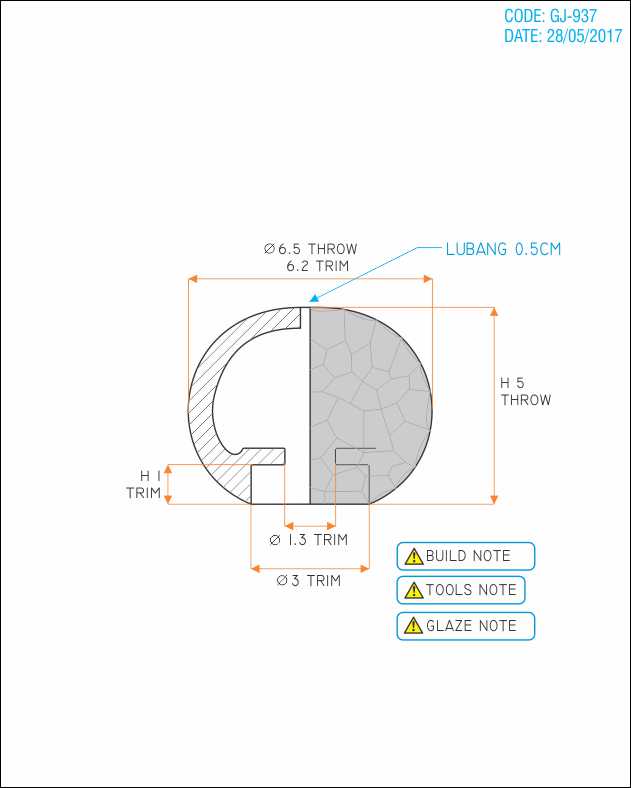 CODE: GJ-937
DATE: 28/05/2017
Ø 6.5 THROW
6.2 TRIM
LUBANG 0.5CM
H 5
THROW
H 1
TRIM
Ø 1.3 TRIM
Ø 3 TRIM
BUILD NOTE
TOOLS NOTE
GLAZE NOTE